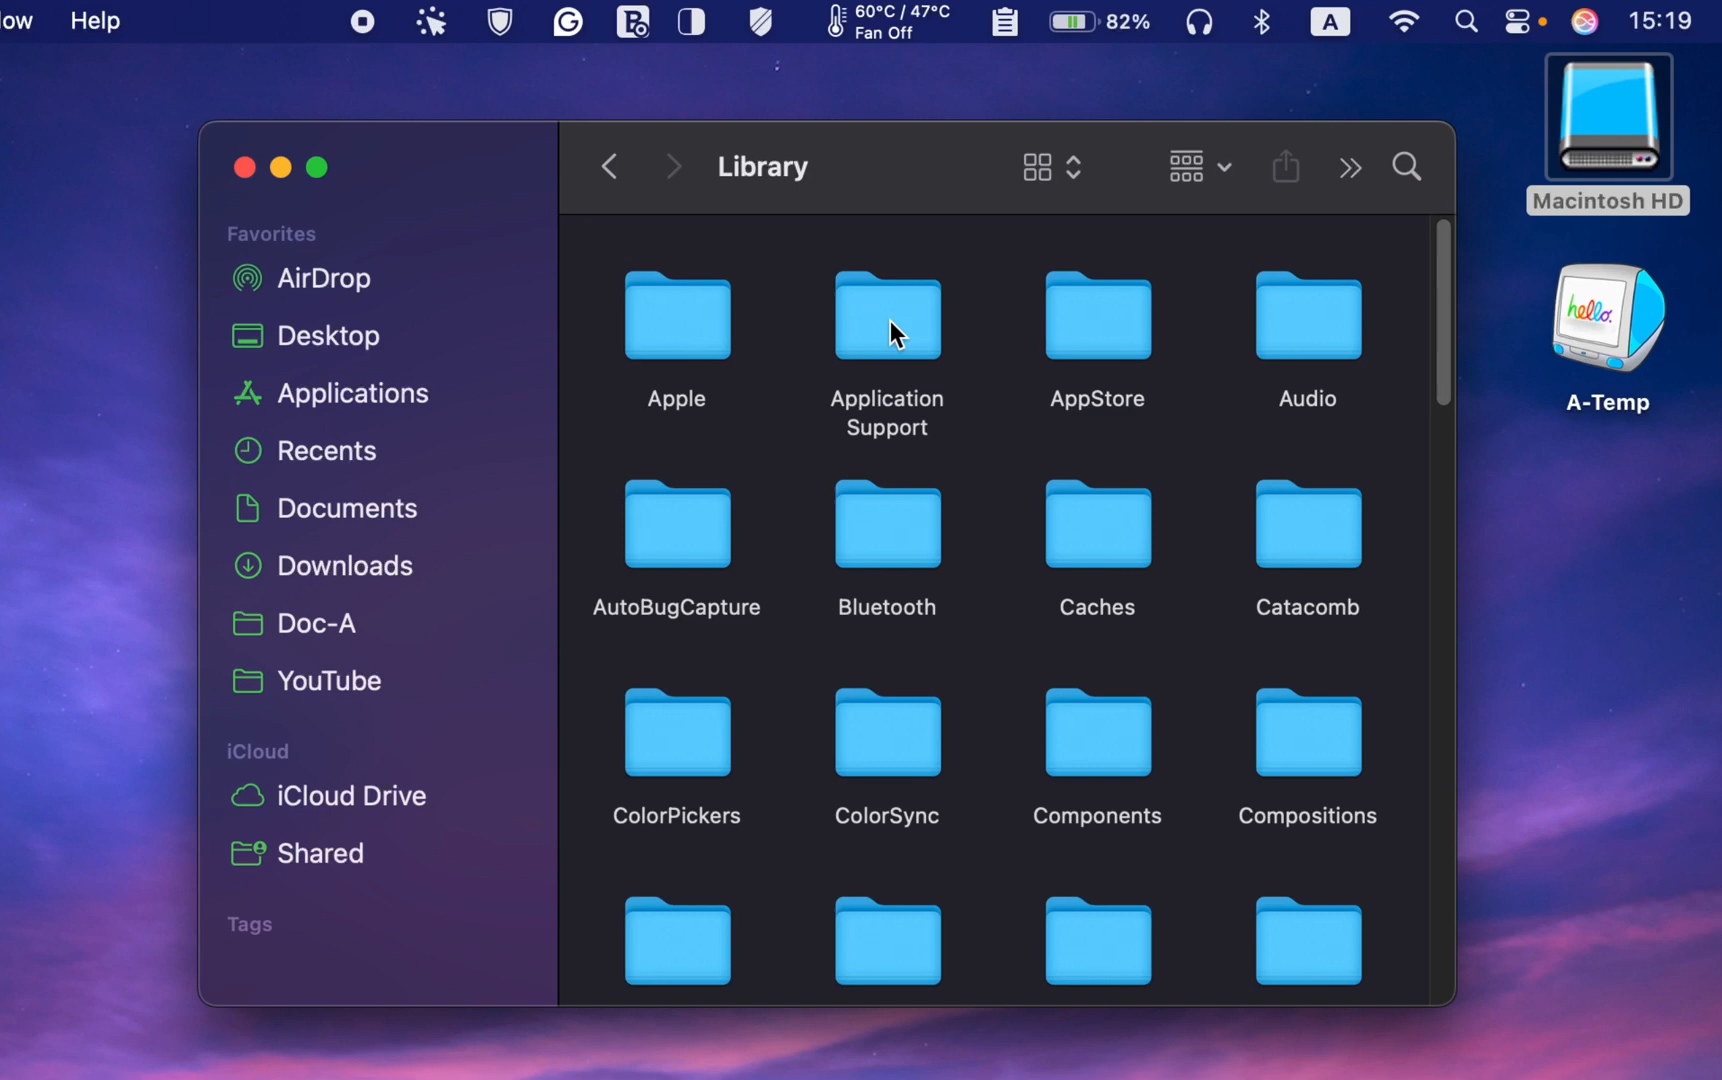 low Help 60°C / 47°C 82% A 15:19
Fan Off
Library
Macintosh HD
hello.
A-Temp
Favorites
AirDrop
Desktop
Applications
Recents
Documents
Downloads
Doc-A
YouTube
iCloud
iCloud Drive
Shared
Tags
Apple
Application
Support
AppStore
Audio
AutoBugCapture
Bluetooth
Caches
Catacomb
ColorPickers
ColorSync
Components
Compositions